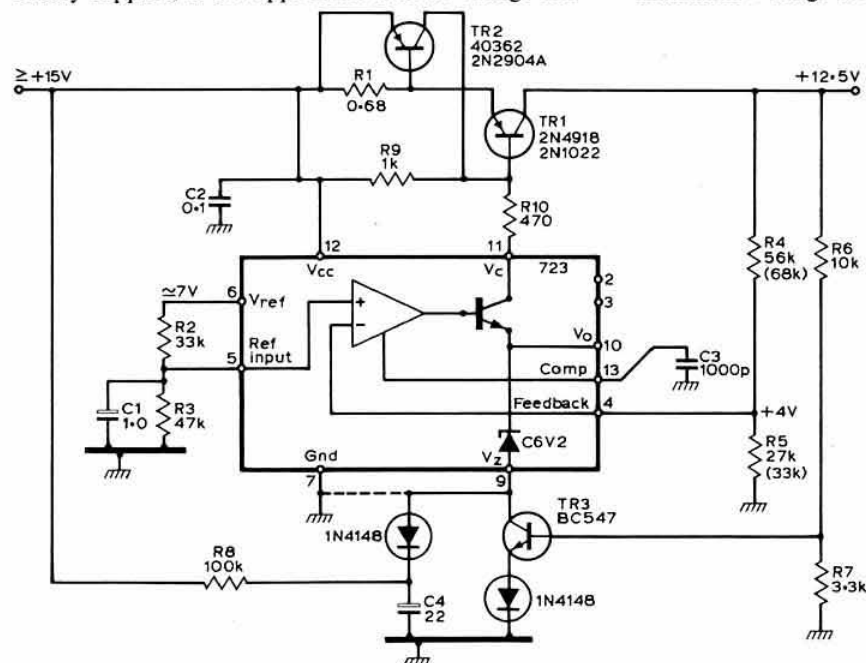 TR2
40362
2N2904A
≥ +15V
R1
0·68
+12·5V
TR1
2N4918
2N1022
R9
1k
C2
0·1
R10
470
12
11
Vcc
Vc
723
2
3
R4
56k
(68k)
R6
10k
≃7V
6
Vref
R2
33k
Ref
input
5
+
−
Vo
10
Comp
13
C3
1000p
Feedback
4
+4V
C1
1·0
R3
47k
C6V2
R5
27k
(33k)
Gnd
7
Vz
9
TR3
BC547
1N4148
R8
100k
C4
22
1N4148
R7
3·3k